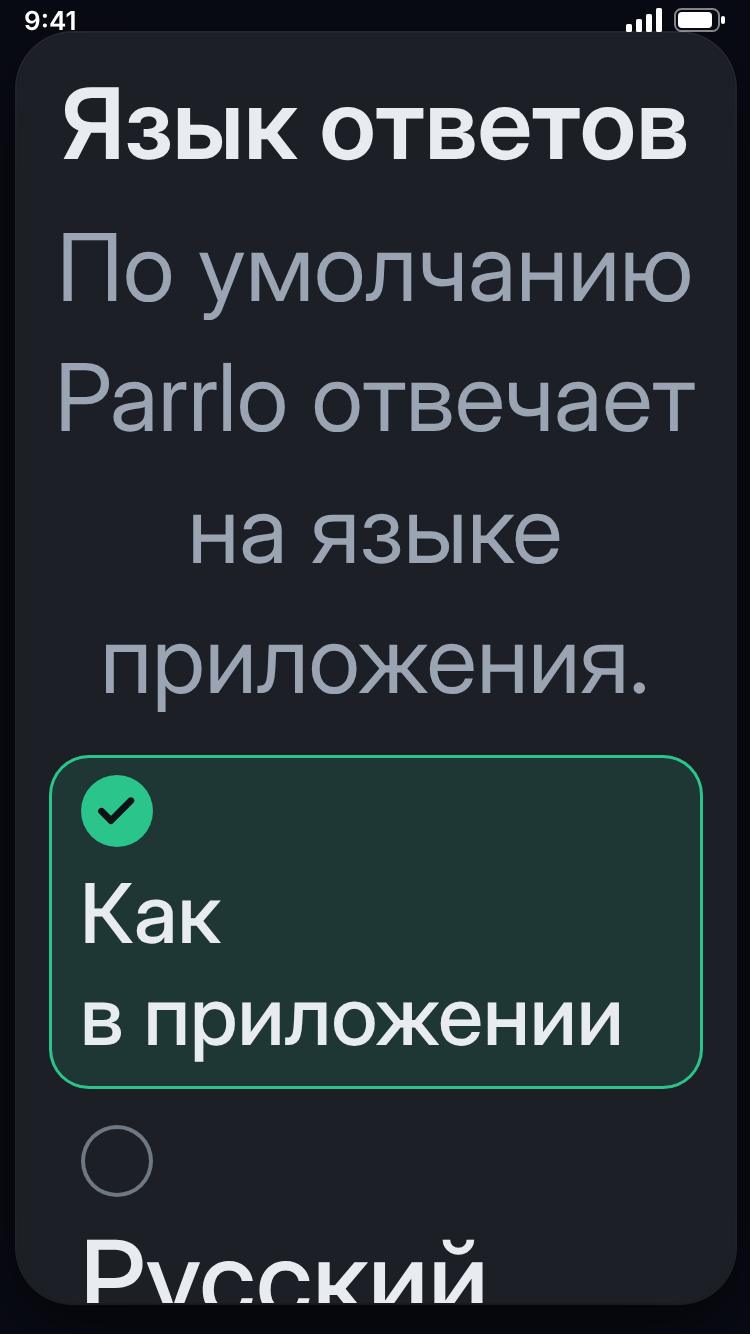 9:41
Язык ответов
По умолчанию
Parrlo отвечает
на языке
приложения.
Как
в приложении
Русский